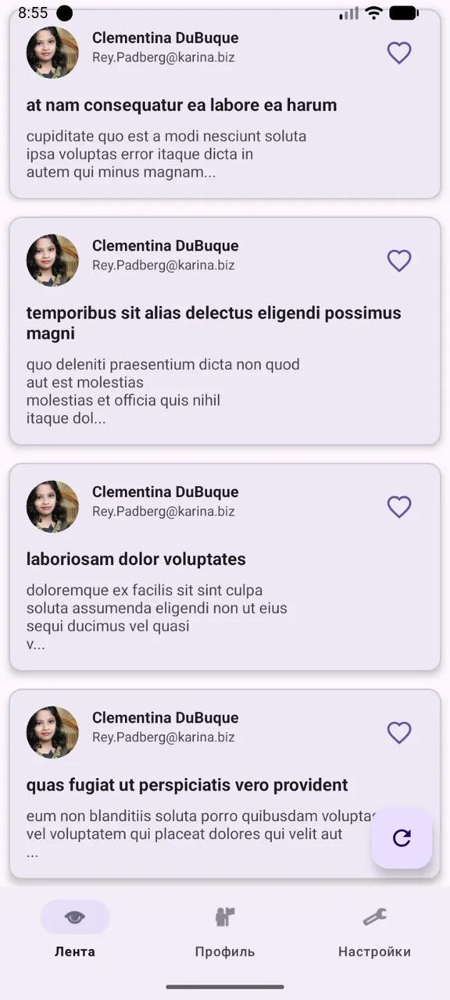 8:55
Clementina DuBuque
Rey.Padberg@karina.biz
at nam consequatur ea labore ea harum
cupiditate quo est a modi nesciunt soluta
ipsa voluptas error itaque dicta in
autem qui minus magnam...
Clementina DuBuque
Rey.Padberg@karina.biz
temporibus sit alias delectus eligendi possimus
magni
quo deleniti praesentium dicta non quod
aut est molestias
molestias et officia quis nihil
itaque dol...
Clementina DuBuque
Rey.Padberg@karina.biz
laboriosam dolor voluptates
doloremque ex facilis sit sint culpa
soluta assumenda eligendi non ut eius
sequi ducimus vel quasi
v...
Clementina DuBuque
Rey.Padberg@karina.biz
quas fugiat ut perspiciatis vero provident
eum non blanditiis soluta porro quibusdam
vel voluptatem qui placeat dolores qui velit aut
...
Лента
Профиль
Настройки